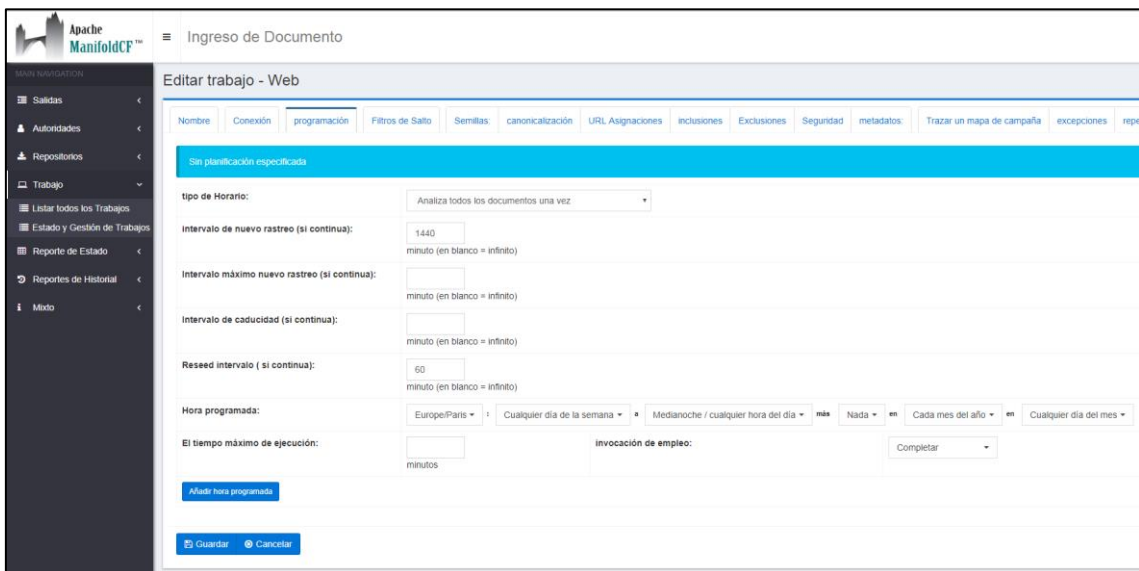 Apache
ManifoldCF™
Ingreso de Documento
MAIN NAVIGATION
Salidas
Autoridades
Repositorios
Trabajo
Listar todos los Trabajos
Estado y Gestión de Trabajos
Reporte de Estado
Reportes de Historial
Mixto
Editar trabajo - Web
Nombre Conexión programación Filtros de Salto Semillas: canonicalización URL Asignaciones inclusiones Exclusiones Seguridad metadatos: Trazar un mapa de campaña excepciones
Sin planificación especificada
tipo de Horario: Analiza todos los documentos una vez
intervalo de nuevo rastreo (si continua): 1440
minuto (en blanco = infinito)
Intervalo máximo nuevo rastreo (si continua):
minuto (en blanco = infinito)
Intervalo de caducidad (si continua):
minuto (en blanco = infinito)
Reseed intervalo ( si continua): 60
minuto (en blanco = infinito)
Hora programada: Europe/Paris : Cualquier día de la semana a Medianoche / cualquier hora del día más Nada en Cada mes del año en Cualquier día del mes
El tiempo máximo de ejecución: invocación de empleo: Completar
minutos
Añadir hora programada
Guardar Cancelar